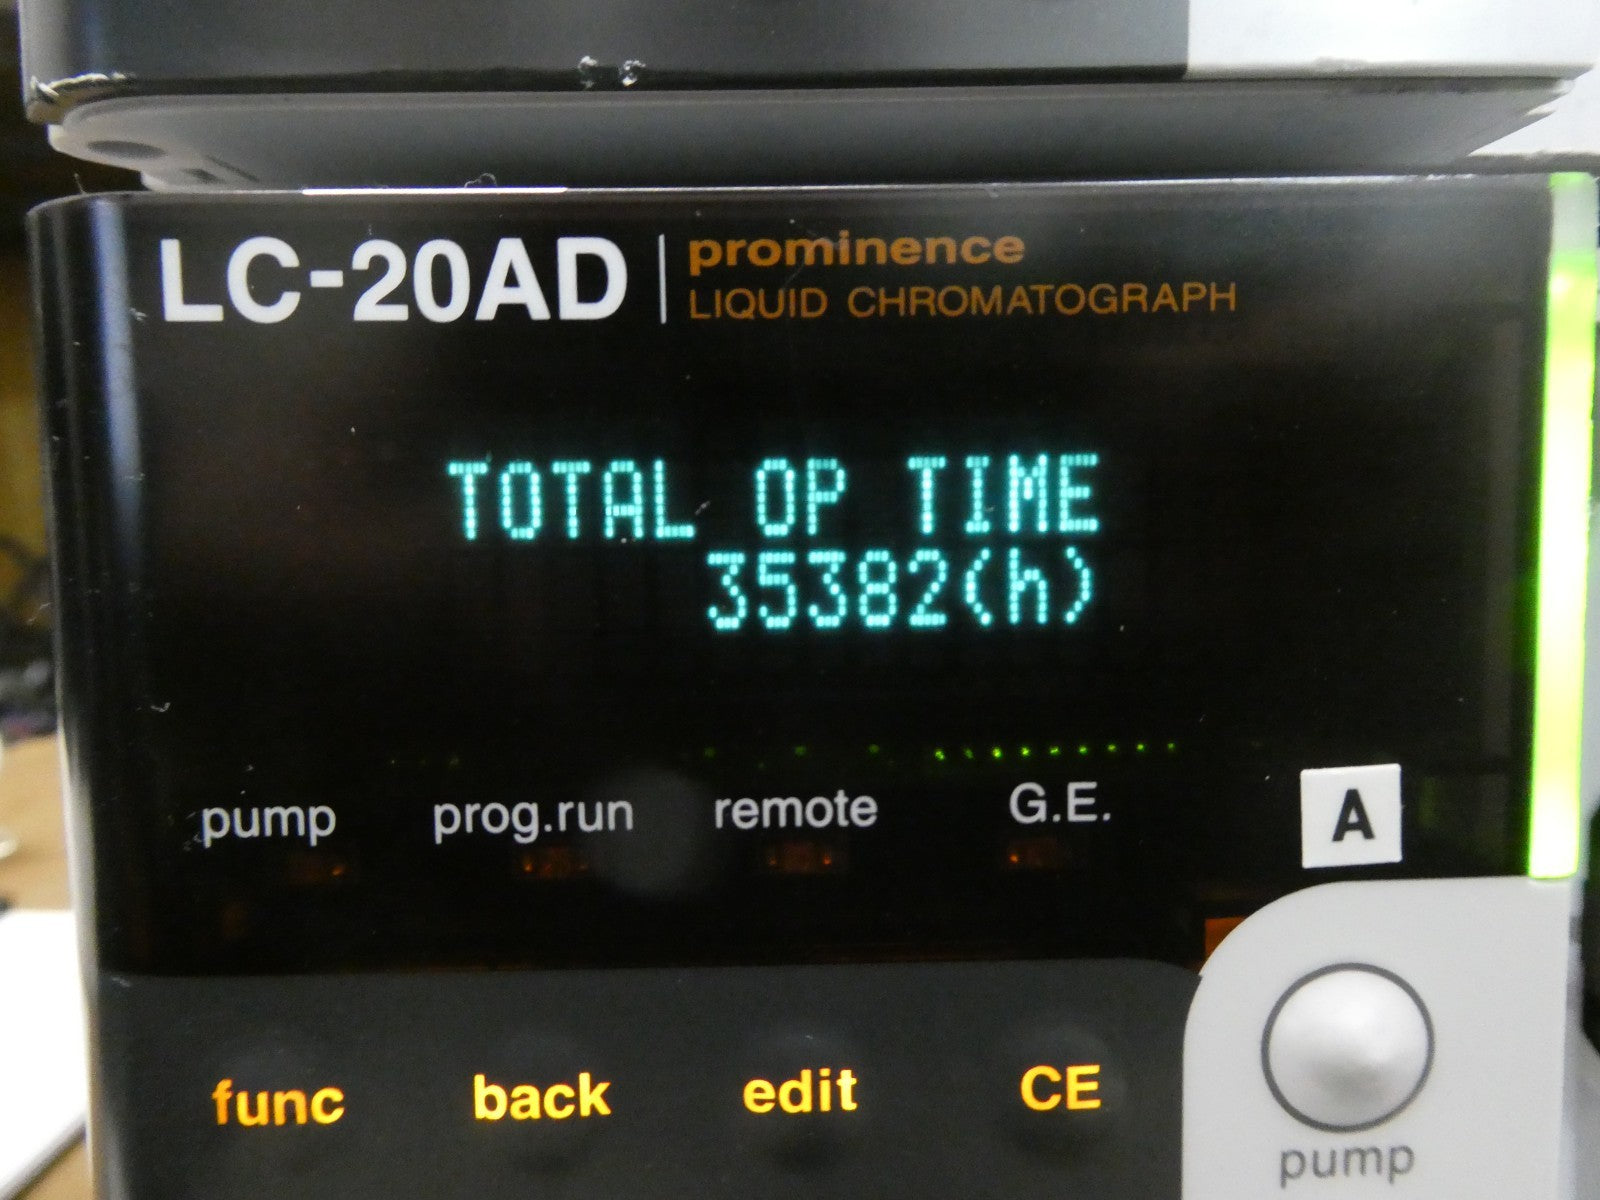 LC-20AD
prominence
LIQUID CHROMATOGRAPH
TOTAL OP TIME
35382(h)
pump prog.run remote G.E. A
func back edit CE
pump